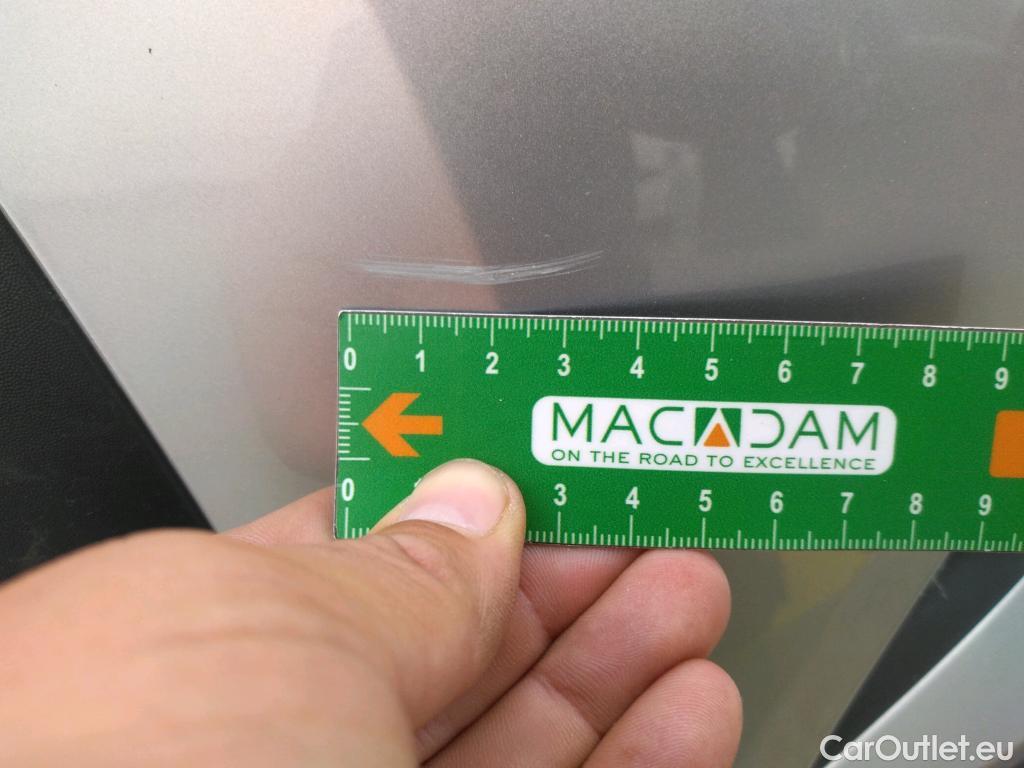 0 1 2 3 4 5 6 7 8 9
MACADAM
ON THE ROAD TO EXCELLENCE
0 3 4 5 6 7 8 9
CarOutlet.eu